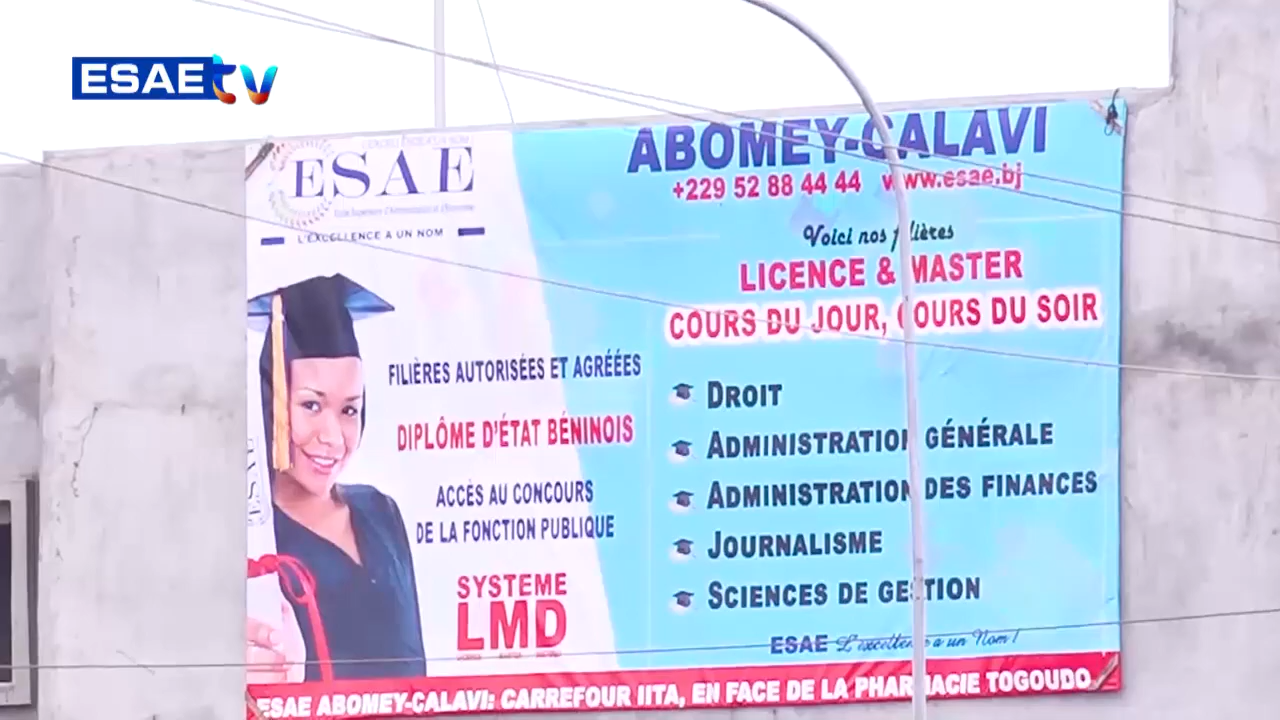 ESAE tv
ESAE
L'EXCELLENCE A UN NOM
ABOMEY-CALAVI
+229 52 88 44 44 www.esae.bj
Voici nos filières
LICENCE & MASTER
COURS DU JOUR, COURS DU SOIR
FILIÈRES AUTORISÉES ET AGRÉÉES
DIPLÔME D'ÉTAT BÉNINOIS
ACCÈS AU CONCOURS
DE LA FONCTION PUBLIQUE
SYSTEME
LMD
DROIT
ADMINISTRATION GÉNÉRALE
ADMINISTRATION DES FINANCES
JOURNALISME
SCIENCES DE GESTION
ESAE L'excellence a un Nom !
ESAE ABOMEY-CALAVI: CARREFOUR IITA, EN FACE DE LA PHARMACIE TOGOUDO